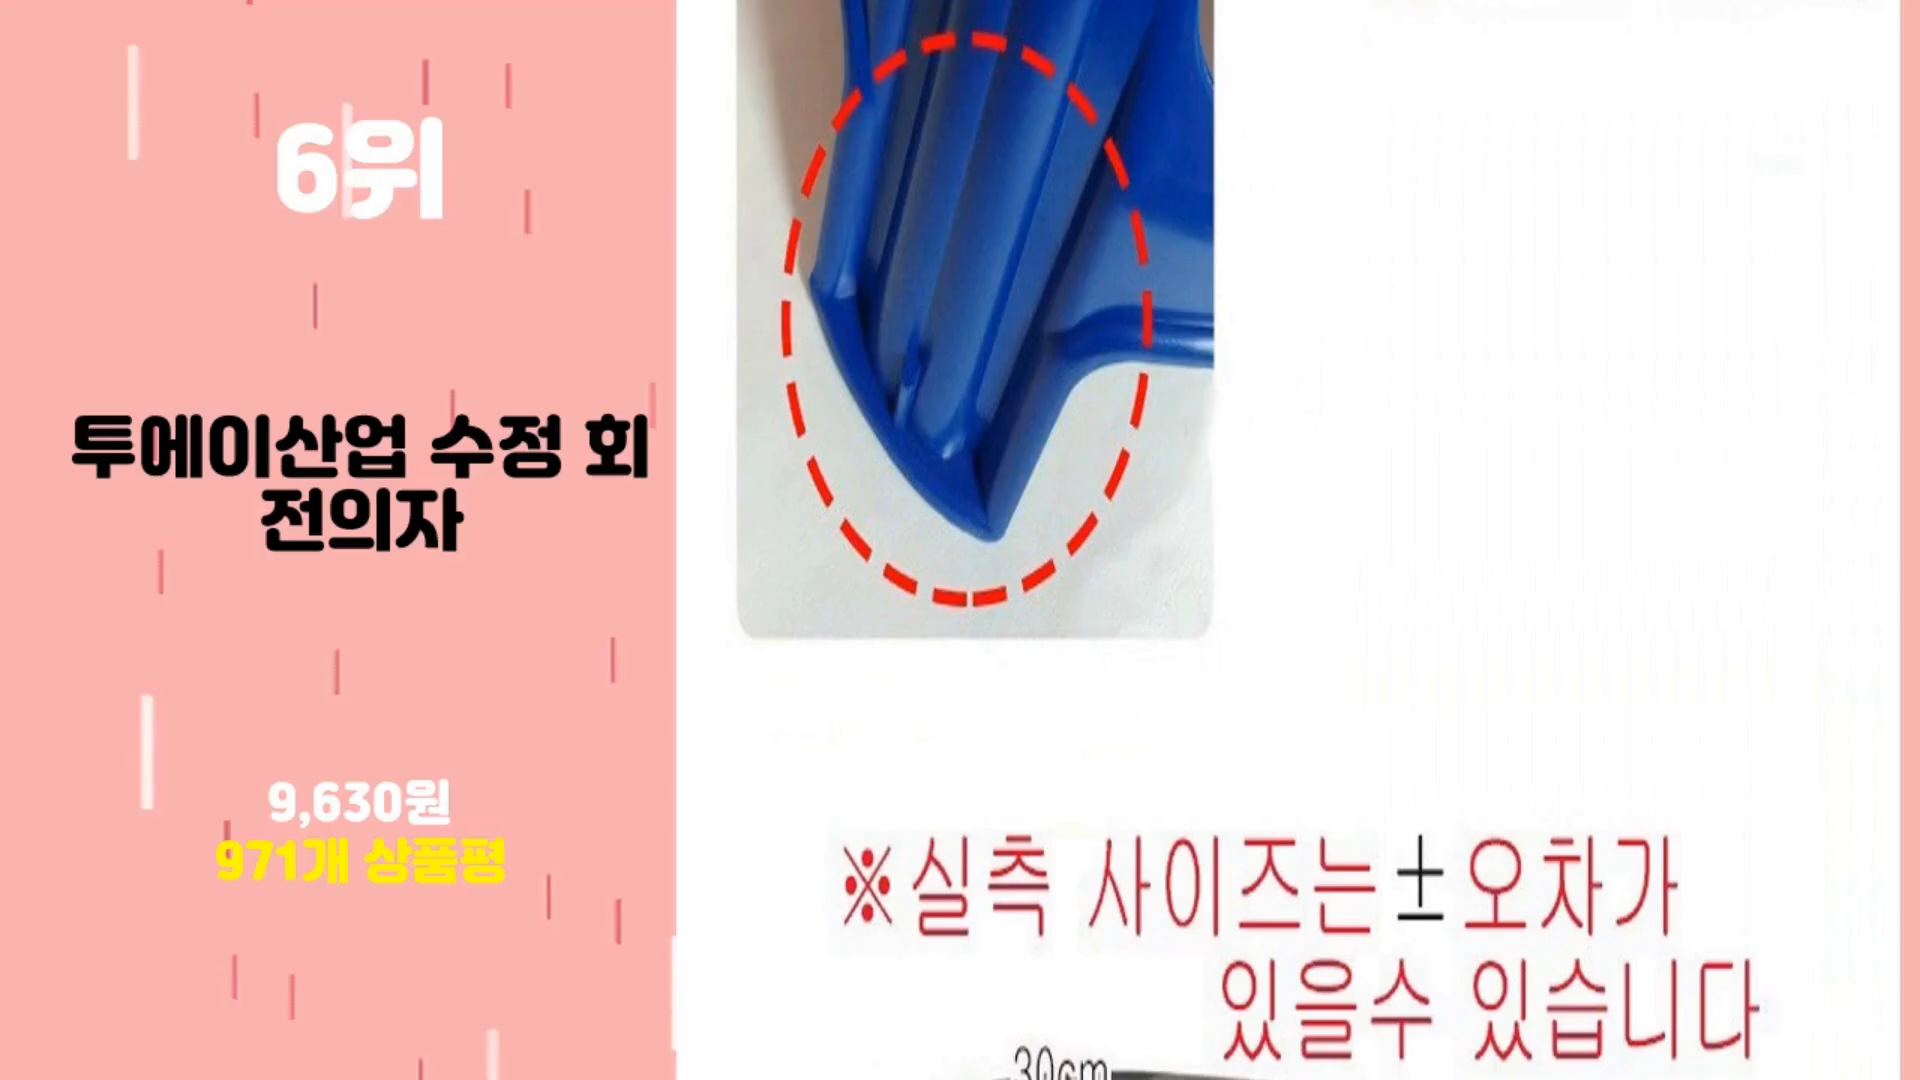 6위
투에이산업 수정 회
전의자
9,630원
971개 상품평
※실측 사이즈는±오차가
있을수 있습니다
30cm